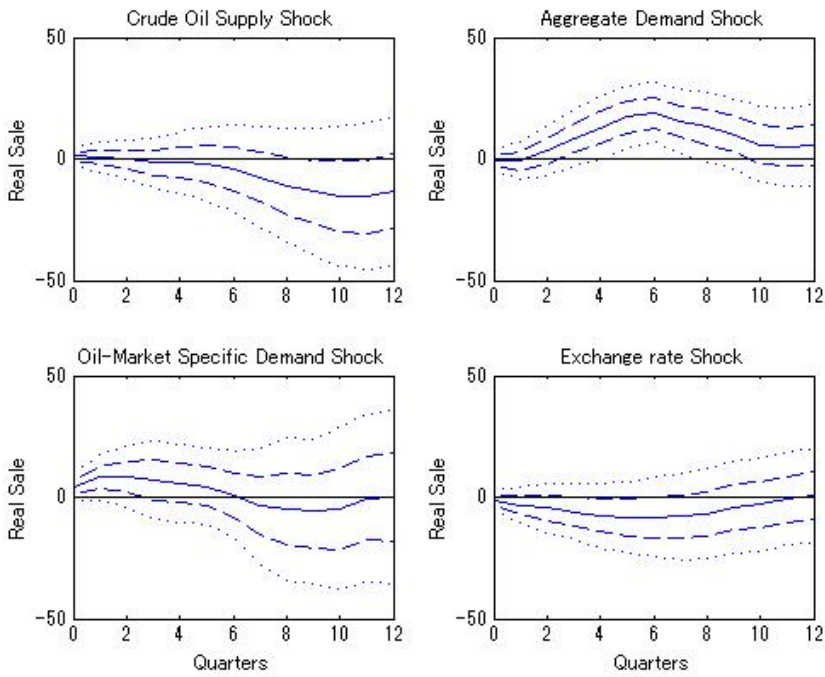 Crude Oil Supply Shock
50
0
-50
Real Sale
0 2 4 6 8 10 12
Aggregate Demand Shock
50
0
-50
Real Sale
0 2 4 6 8 10 12
Oil-Market Specific Demand Shock
50
0
-50
Real Sale
0 2 4 6 8 10 12
Quarters
Exchange rate Shock
50
0
-50
Real Sale
0 2 4 6 8 10 12
Quarters